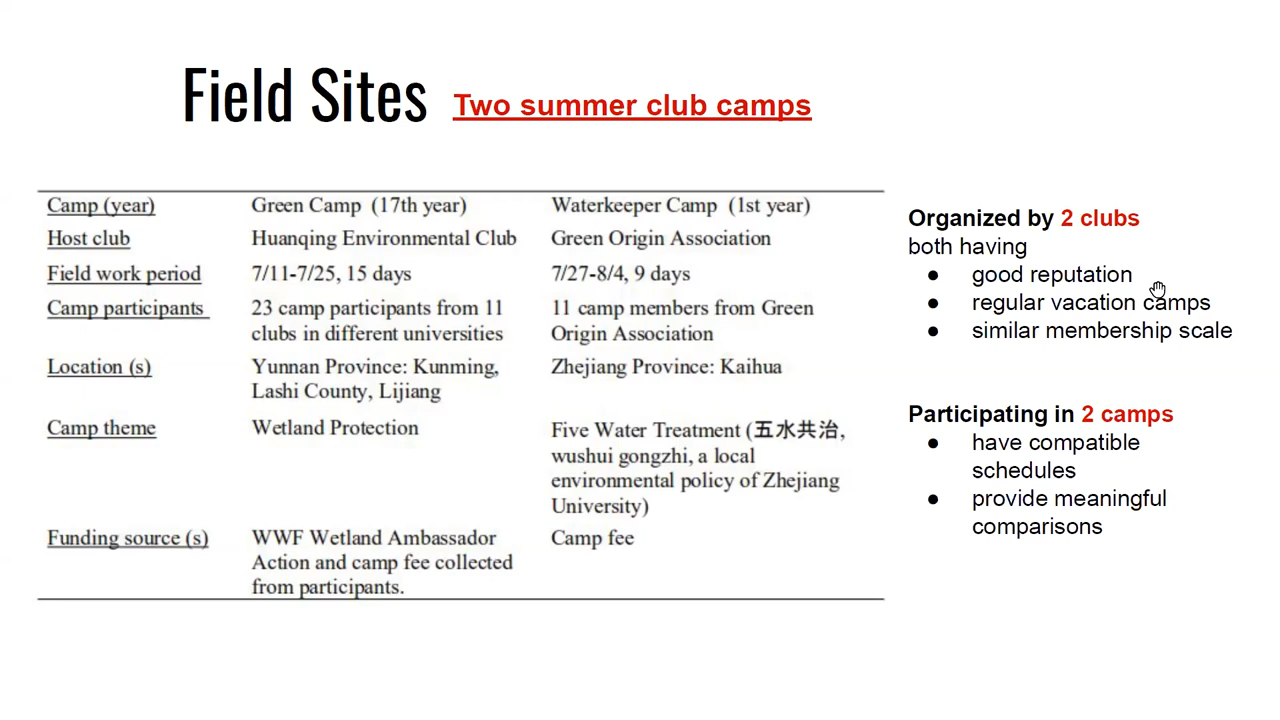 Field Sites Two summer club camps
Camp (year) Green Camp (17th year) Waterkeeper Camp (1st year)
Host club Huanqing Environmental Club Green Origin Association
Field work period 7/11-7/25, 15 days 7/27-8/4, 9 days
Camp participants 23 camp participants from 11 11 camp members from Green
clubs in different universities Origin Association
Location (s) Yunnan Province: Kunming, Zhejiang Province: Kaihua
Lashi County, Lijiang
Camp theme Wetland Protection Five Water Treatment (五水共治,
wushui gongzhi, a local
environmental policy of Zhejiang
University)
Funding source (s) WWF Wetland Ambassador Camp fee
Action and camp fee collected
from participants.
Organized by 2 clubs
both having
● good reputation
● regular vacation camps
● similar membership scale
Participating in 2 camps
● have compatible
schedules
● provide meaningful
comparisons